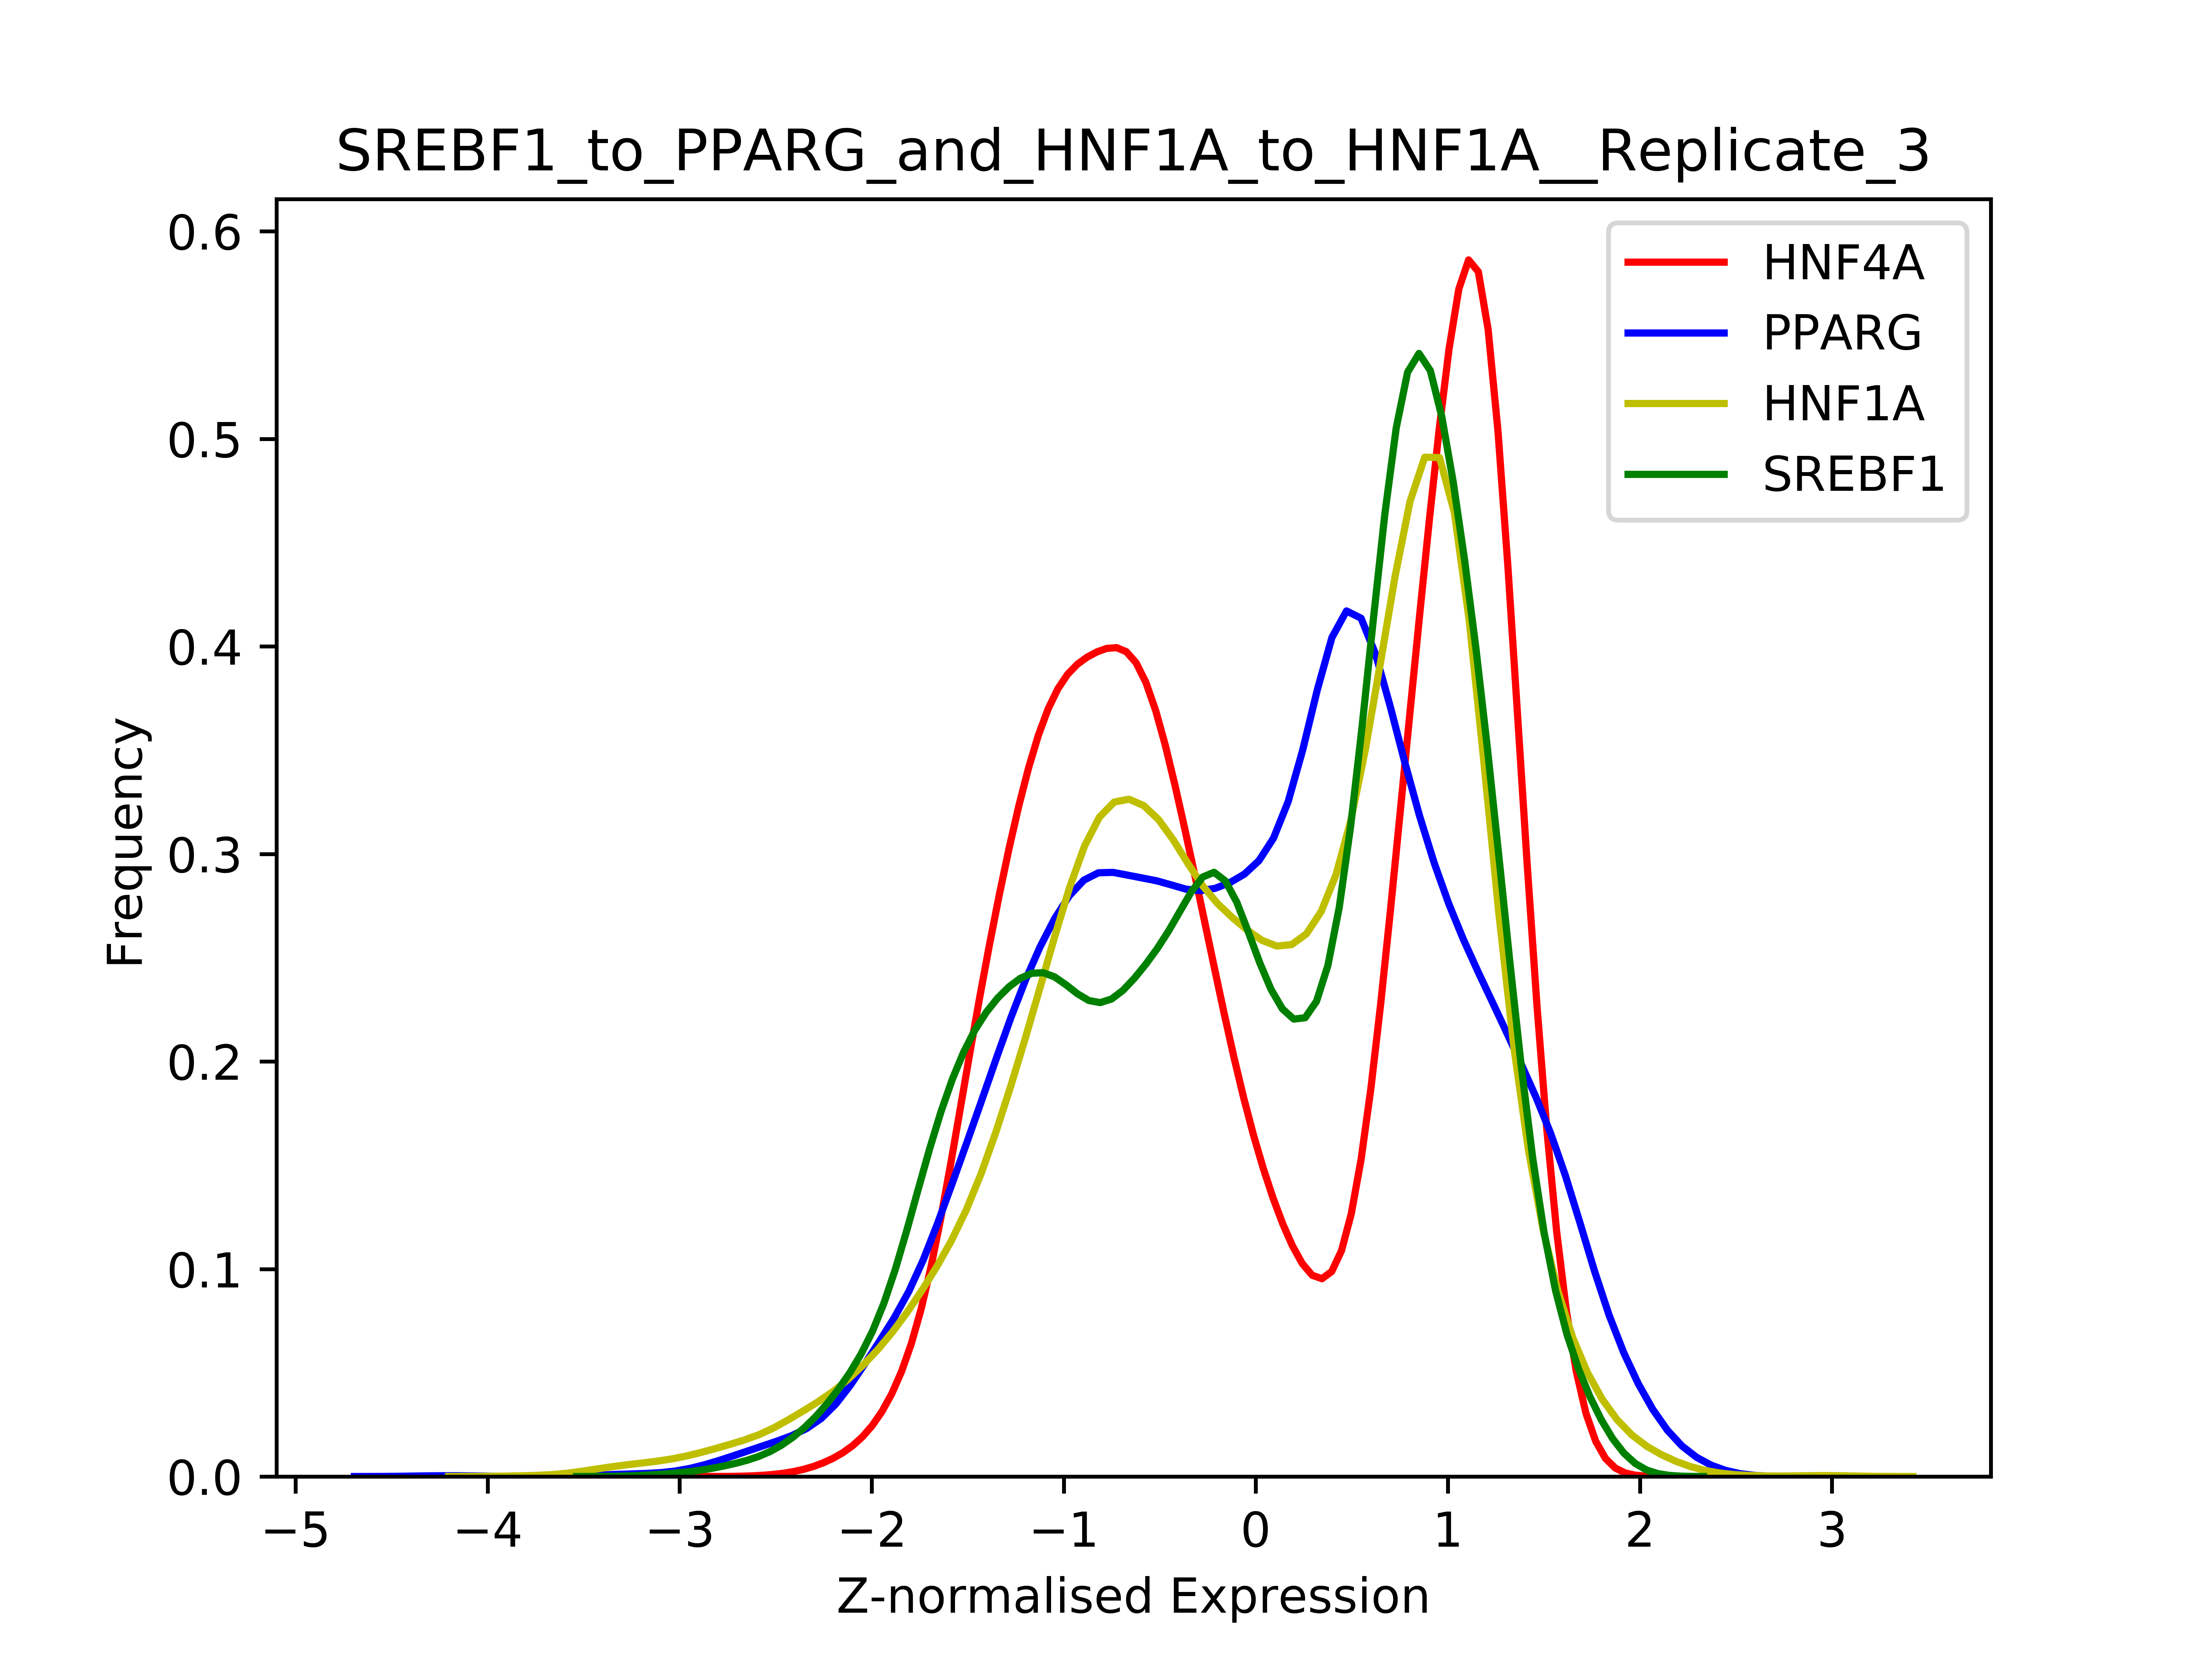 SREBF1_to_PPARG_and_HNF1A_to_HNF1A__Replicate_3
HNF4A
PPARG
HNF1A
SREBF1
Frequency
0.6
0.5
0.4
0.3
0.2
0.1
0.0
−5 −4 −3 −2 −1 0 1 2 3
Z-normalised Expression